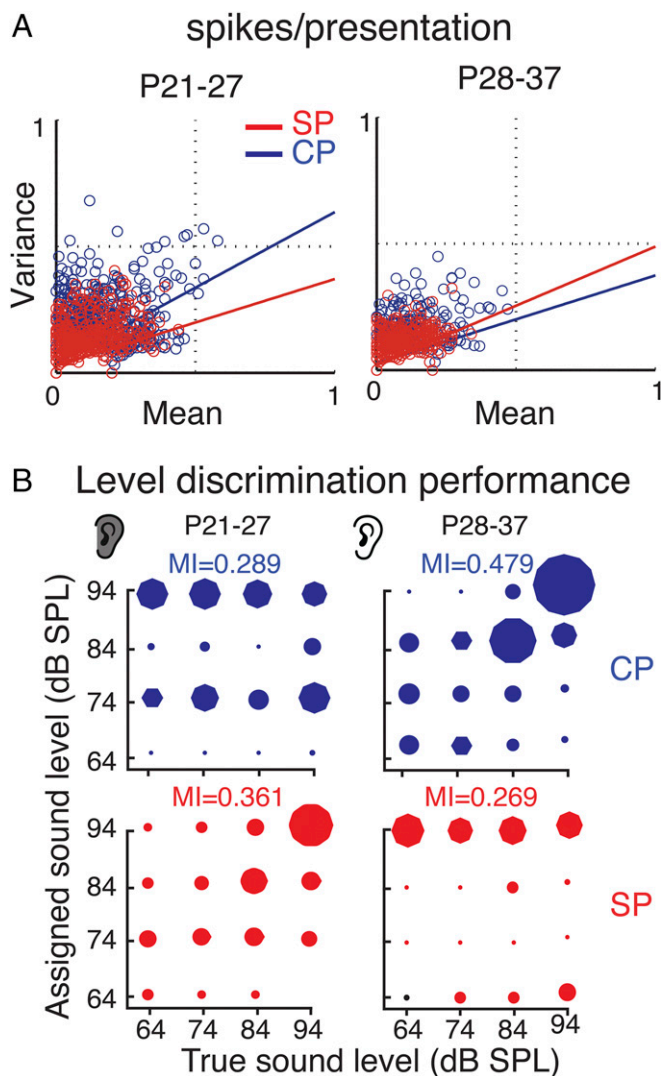 A
spikes/presentation
P21-27
P28-37
SP
CP
1
1
Variance
0
1
0
1
Mean
Mean
B
Level discrimination performance
P21-27
P28-37
MI=0.289
MI=0.479
94
84
74
64
CP
MI=0.361
MI=0.269
94
84
74
64
SP
Assigned sound level (dB SPL)
(dB SPL)
64 74 84 94
64 74 84 94
True sound level (dB SPL)